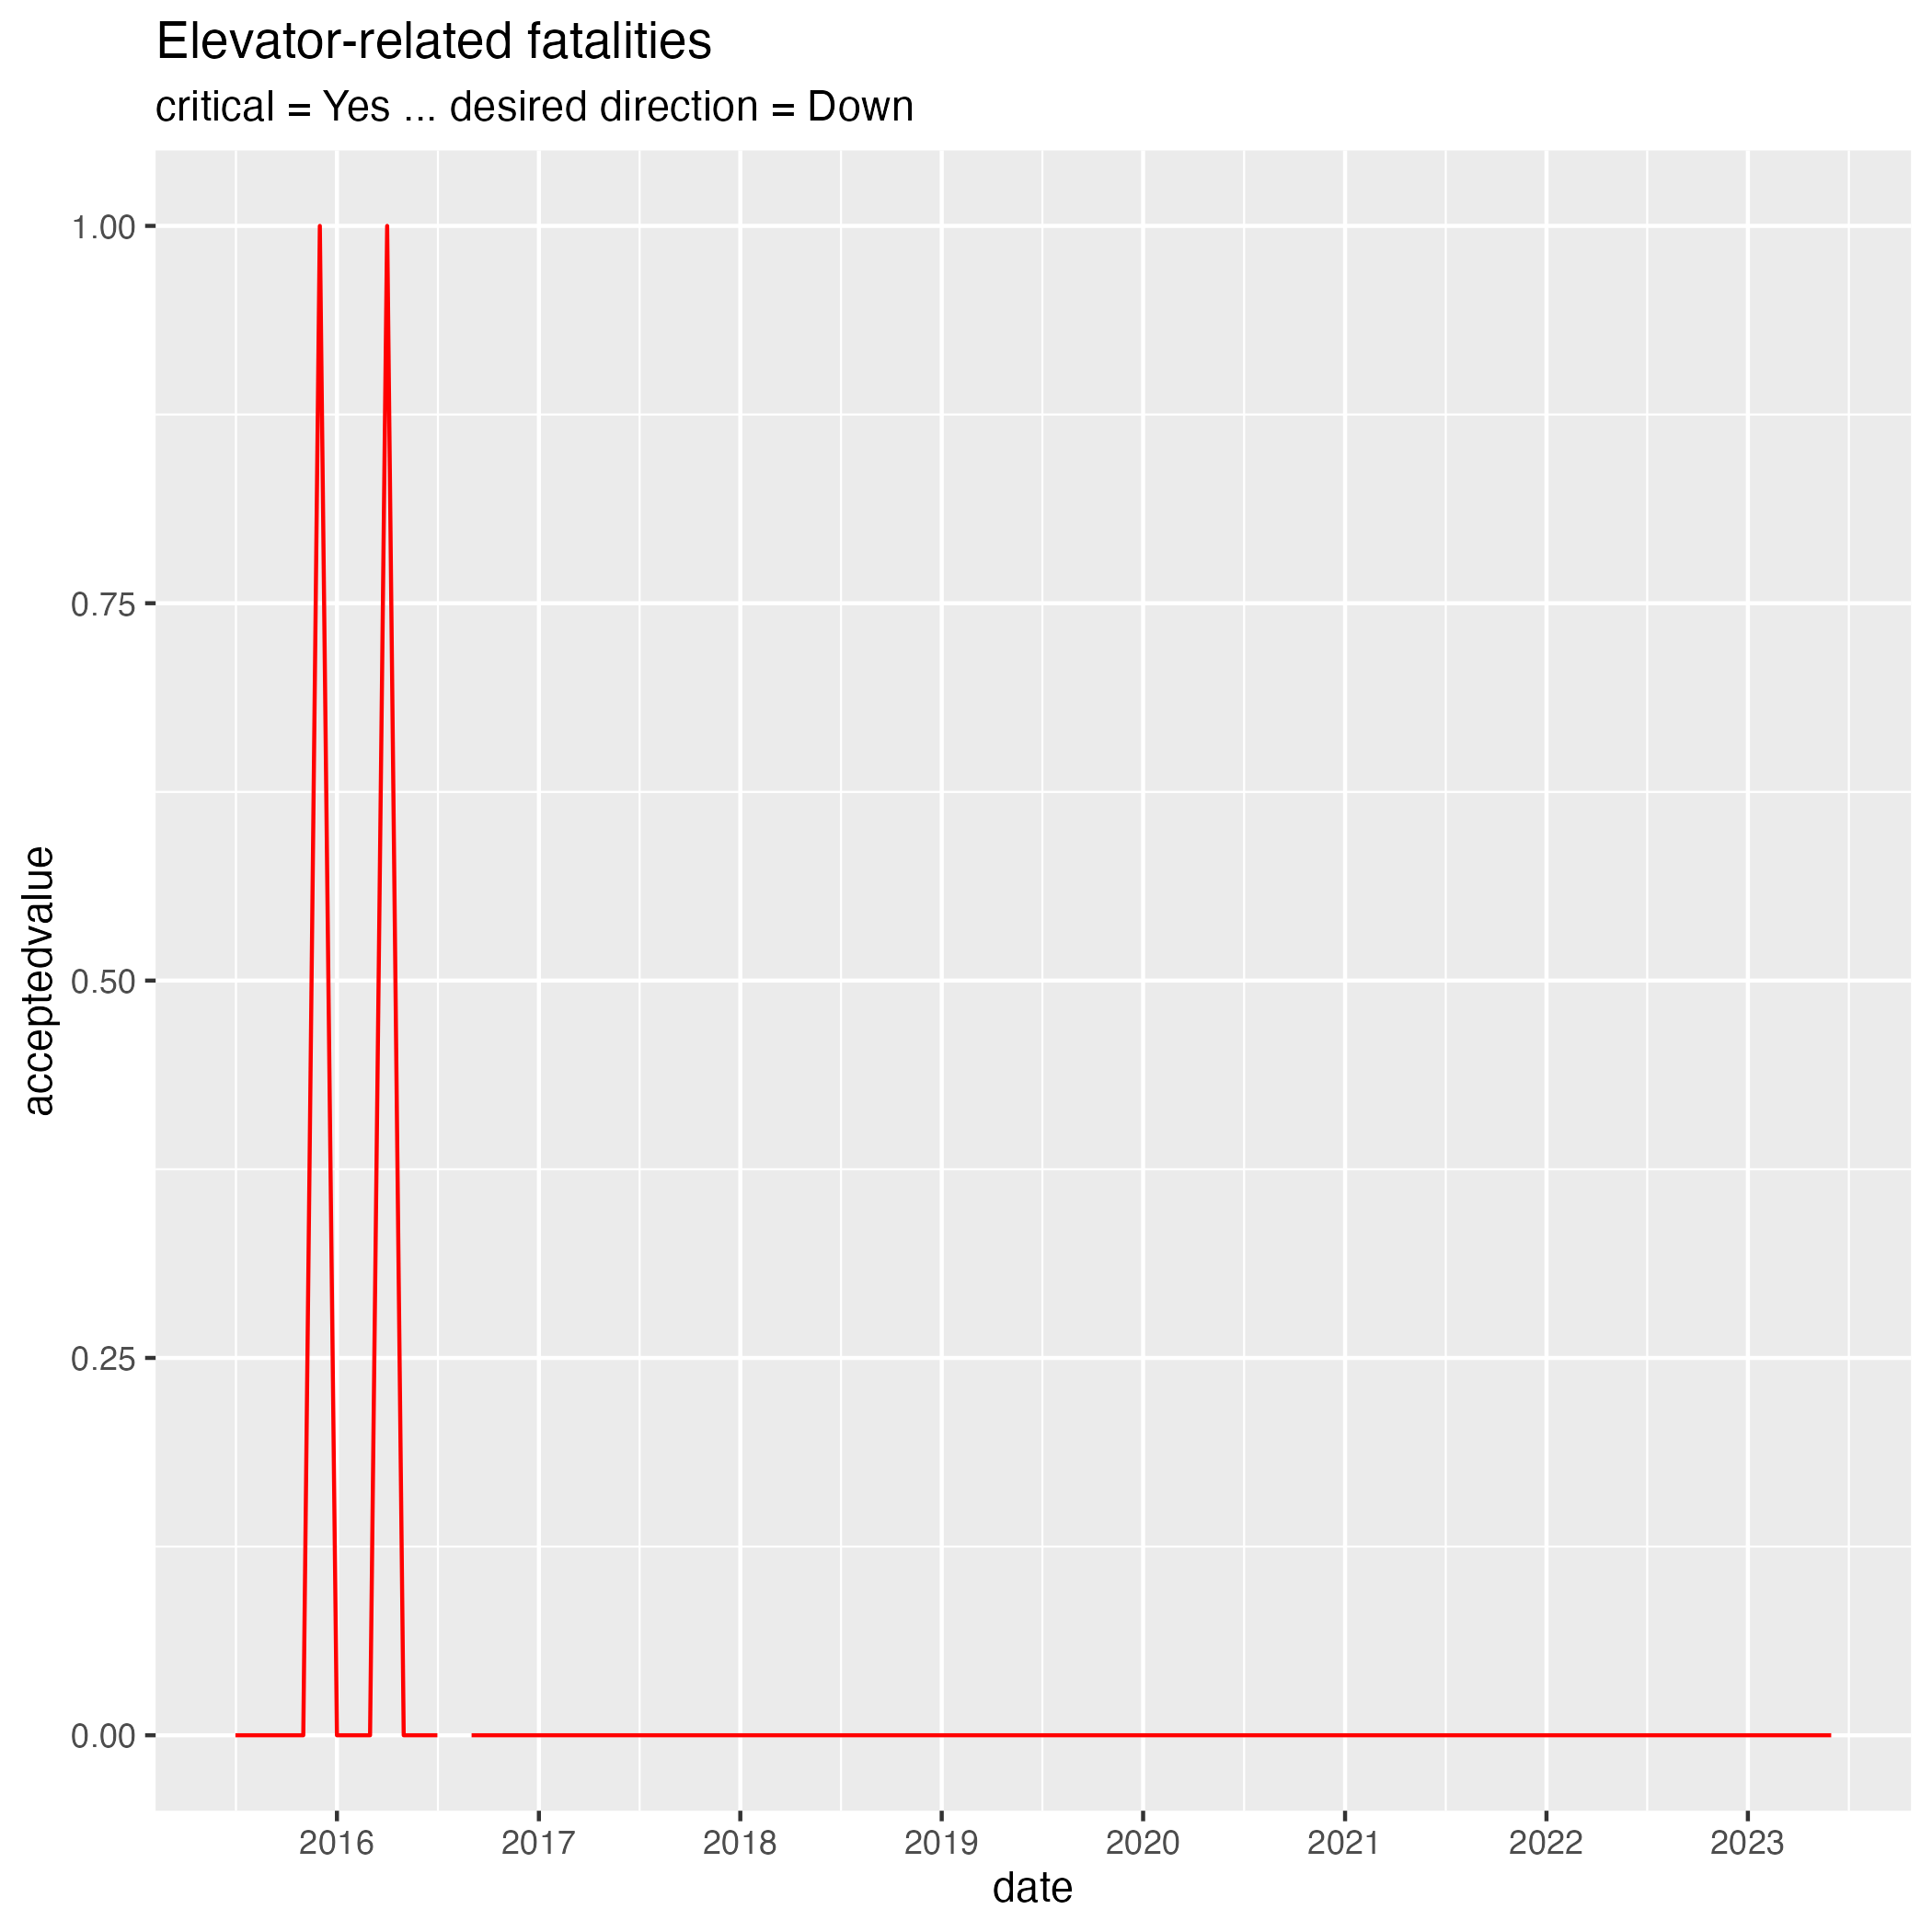 Elevator-related fatalities
critical = Yes ... desired direction = Down
acceptedvalue
1.00
0.75
0.50
0.25
0.00
2016 2017 2018 2019 2020 2021 2022 2023
date